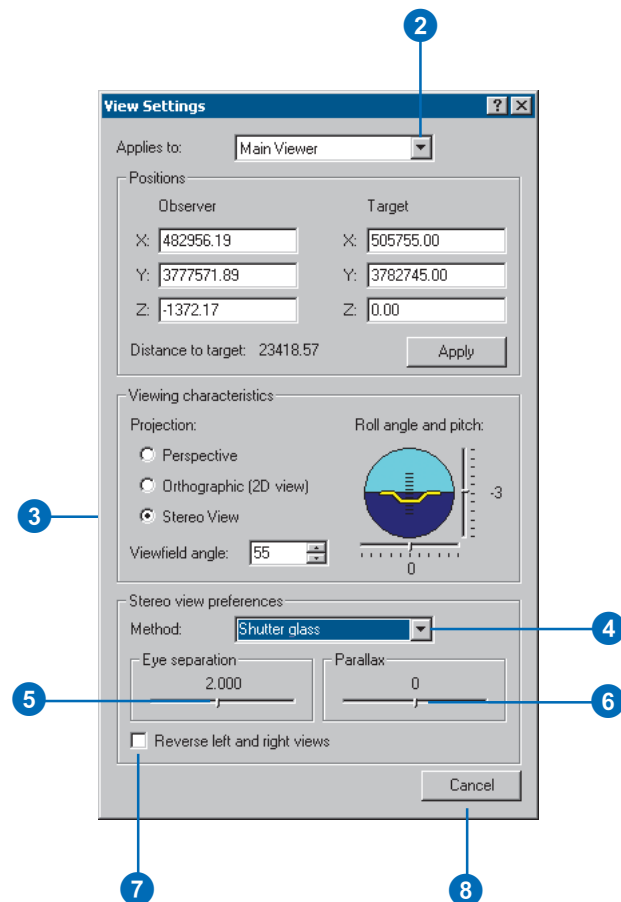 2
View Settings ? X
Applies to: Main Viewer
Positions
Observer Target
X: 482956.19 X: 505755.00
Y: 3777571.89 Y: 3782745.00
Z: -1372.17 Z: 0.00
Distance to target: 23418.57 Apply
Viewing characteristics
Projection: Roll angle and pitch:
Perspective
Orthographic (2D view) -3
3 Stereo View
Viewfield angle: 55 0
Stereo view preferences
Method: Shutter glass 4
Eye separation Parallax
2.000 0
5 6
Reverse left and right views
Cancel
7 8